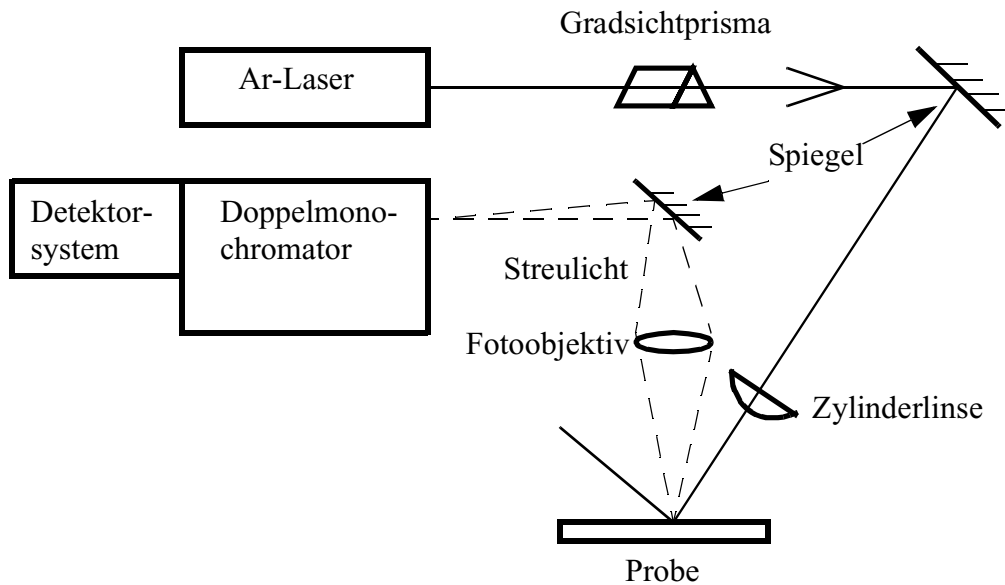 Gradsichtprisma
Ar-Laser
Spiegel
Detektor-
system
Doppelmono-
chromator
Streulicht
Fotoobjektiv
Zylinderlinse
Probe